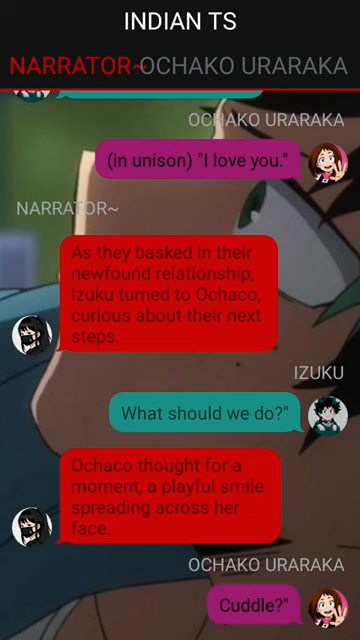 INDIAN TS
NARRATOR~OCHAKO URARAKA
OCHAKO URARAKA
(in unison) "I love you."
NARRATOR~
As they basked in their
newfound relationship,
Izuku turned to Ochaco,
curious about their next
steps.
IZUKU
What should we do?"
Ochaco thought for a
moment, a playful smile
spreading across her
face.
OCHAKO URARAKA
Cuddle?"